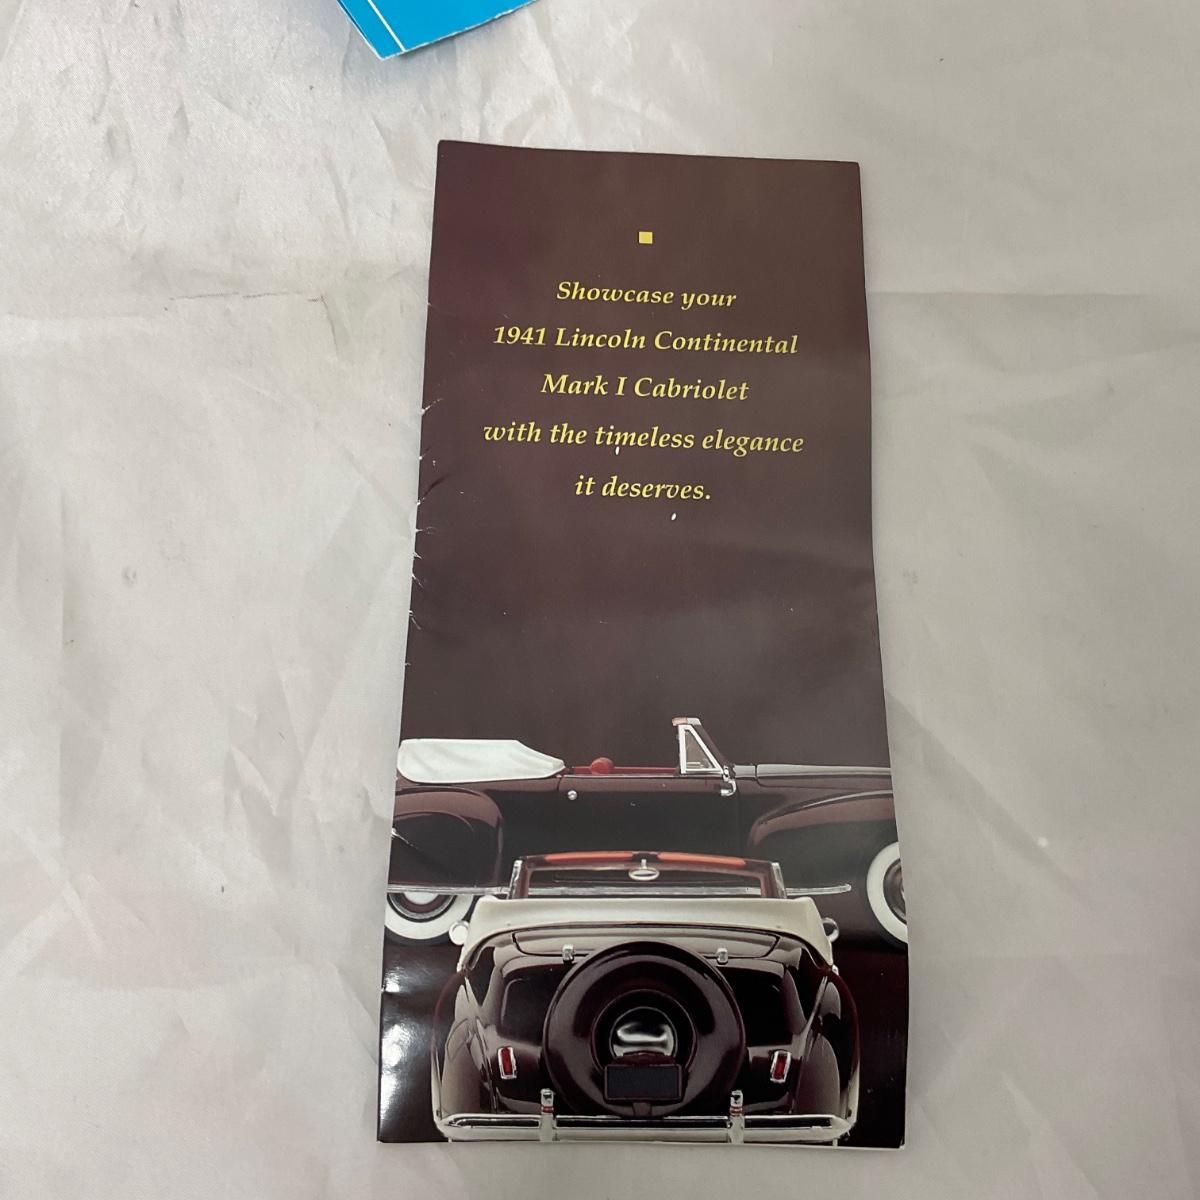 Showcase your
1941 Lincoln Continental
Mark I Cabriolet
with the timeless elegance
it deserves.